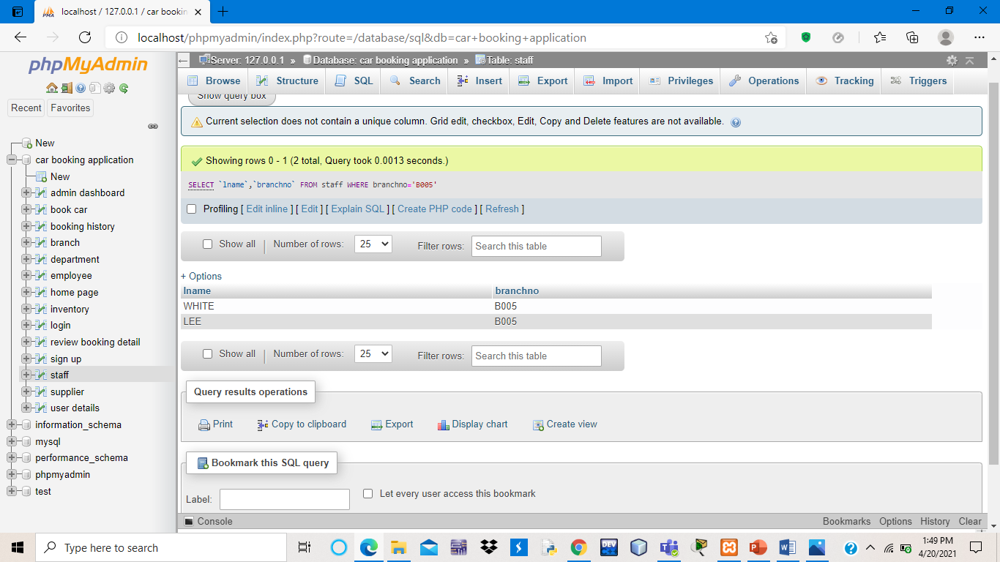 localhost / 127.0.0.1 / car bookin
localhost/phpmyadmin/index.php?route=/database/sql&db=car+booking+application
phpMyAdmin
Recent Favorites
New
car booking application
New
admin dashboard
book car
booking history
branch
department
employee
home page
inventory
login
review booking detail
sign up
staff
supplier
user details
information_schema
mysql
performance_schema
phpmyadmin
test
Server: 127.0.0.1 » Database: car booking application » Table: staff
Browse Structure SQL Search Insert Export Import Privileges Operations Tracking Triggers
Show query box
Current selection does not contain a unique column. Grid edit, checkbox, Edit, Copy and Delete features are not available.
Showing rows 0 - 1 (2 total, Query took 0.0013 seconds.)
SELECT `lname`,`branchno` FROM staff WHERE branchno='B005'
Profiling [ Edit inline ] [ Edit ] [ Explain SQL ] [ Create PHP code ] [ Refresh ]
Show all | Number of rows: 25 Filter rows: Search this table
+ Options
lname branchno
WHITE B005
LEE B005
Show all | Number of rows: 25 Filter rows: Search this table
Query results operations
Print Copy to clipboard Export Display chart Create view
Bookmark this SQL query
Label: Let every user access this bookmark
Console Bookmarks Options History Clear
Type here to search
DEV
1:49 PM
4/20/2021